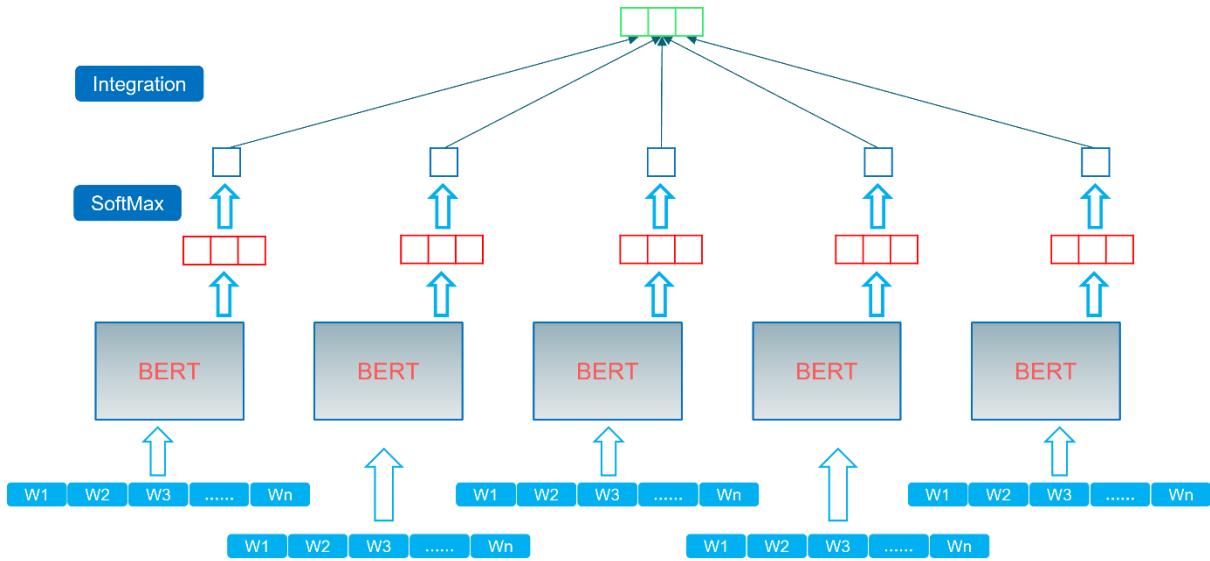 Integration
SoftMax
BERT BERT BERT BERT BERT
W1 W2 W3 ...... Wn W1 W2 W3 ...... Wn W1 W2 W3 ...... Wn
W1 W2 W3 ...... Wn W1 W2 W3 ...... Wn